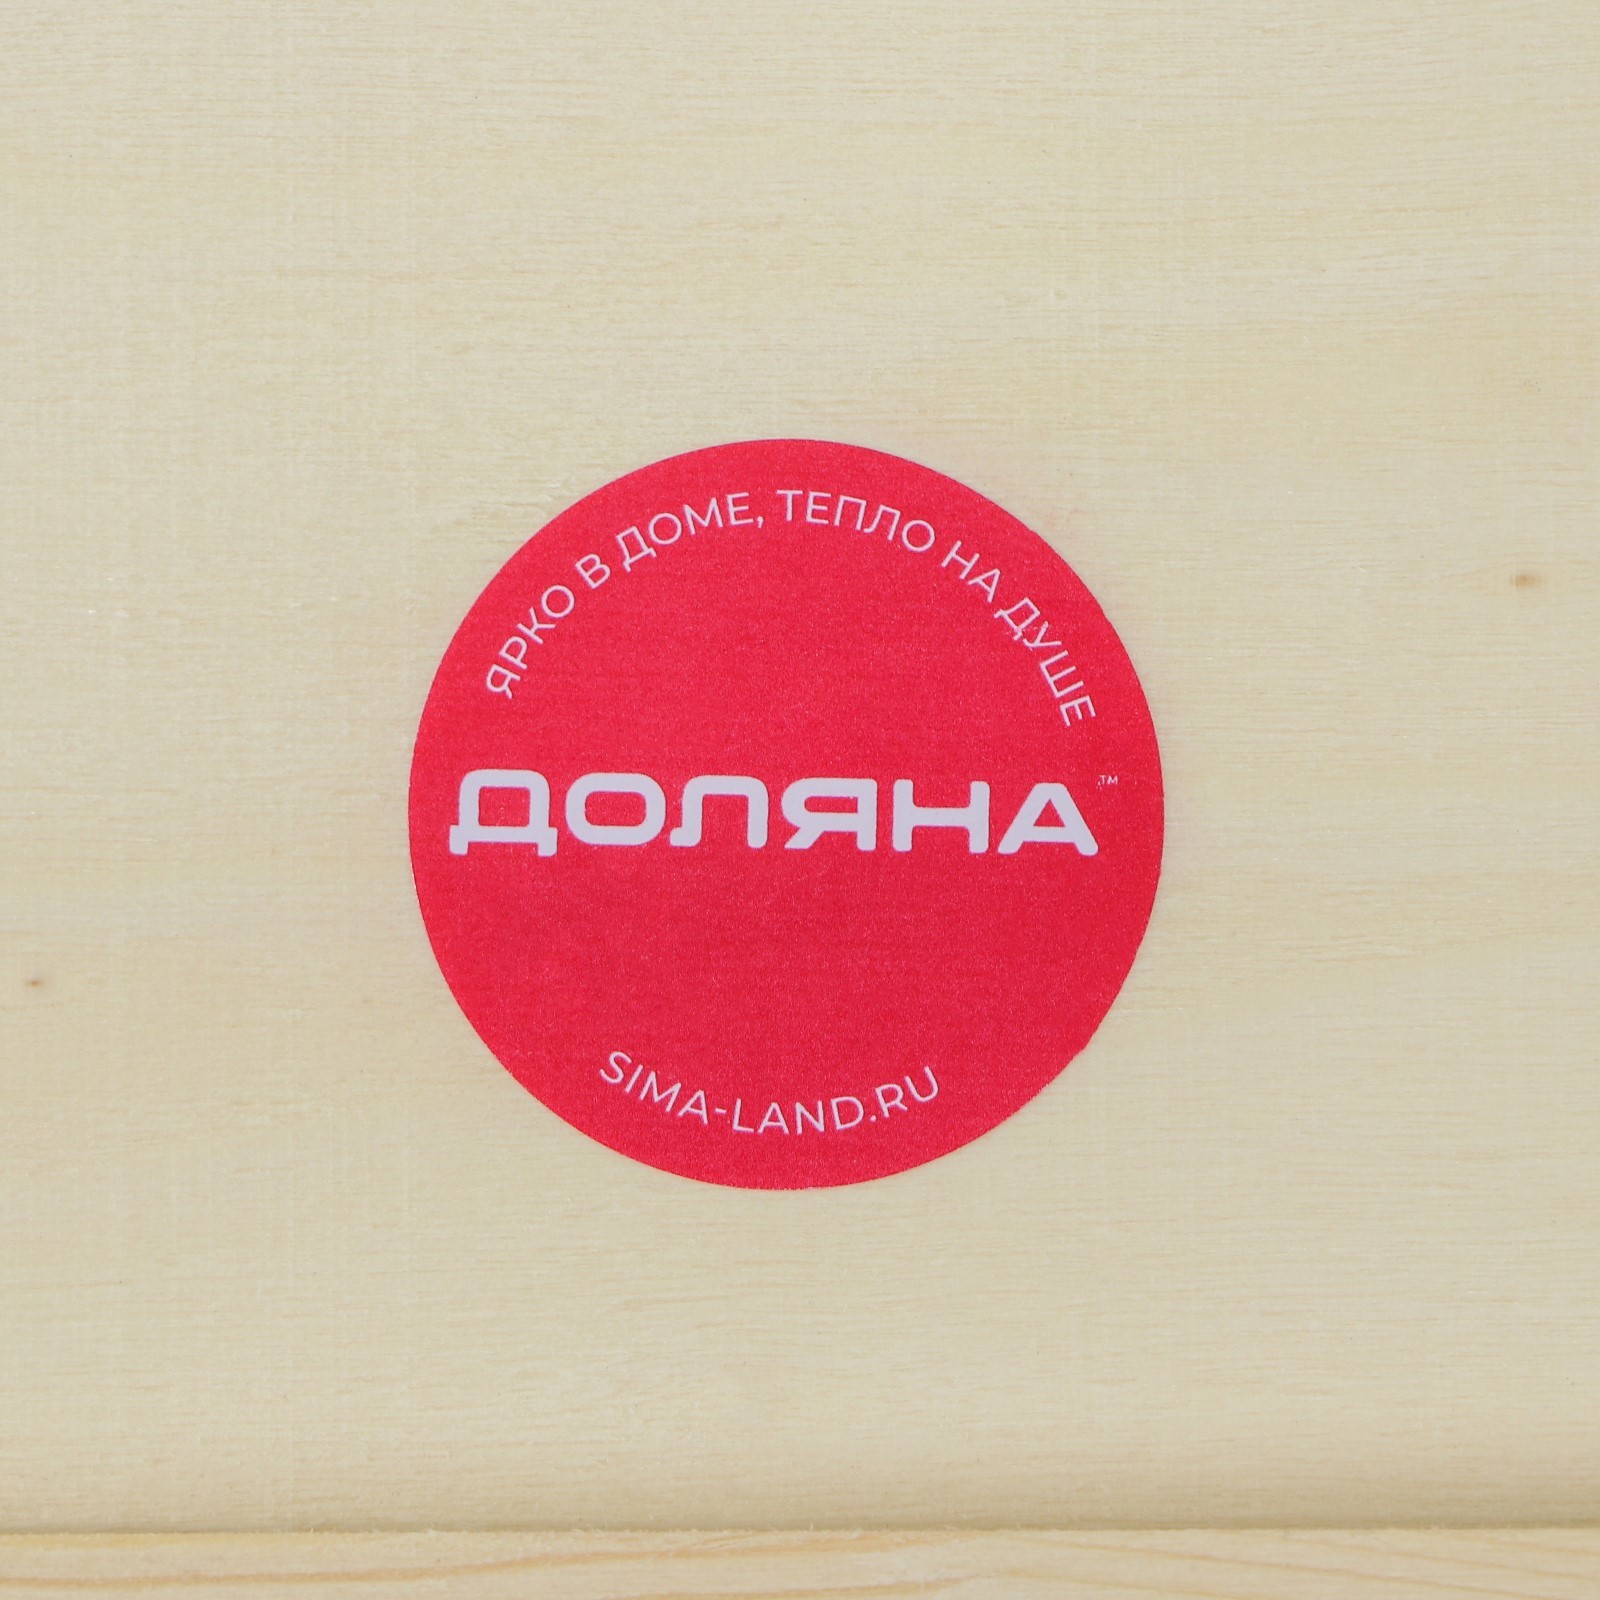 ЯРКО В ДОМЕ, ТЕПЛО НА ДУШЕ
ДОЛЯНА™
SIMA-LAND.RU